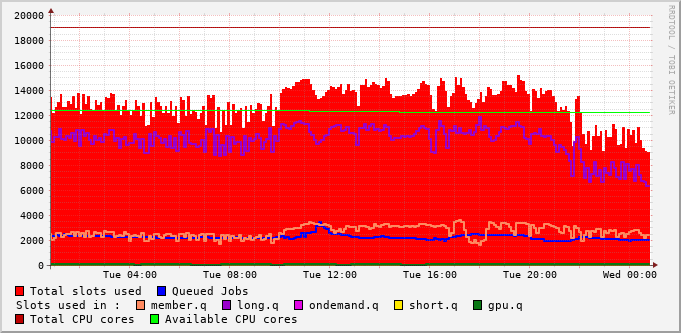 RRDTOOL / TOBI OETIKER
20000
18000
16000
14000
12000
10000
8000
6000
4000
2000
0
Tue 04:00 Tue 08:00 Tue 12:00 Tue 16:00 Tue 20:00 Wed 00:00
Total slots used Queued Jobs
Slots used in : member.q long.q ondemand.q short.q gpu.q
Total CPU cores Available CPU cores